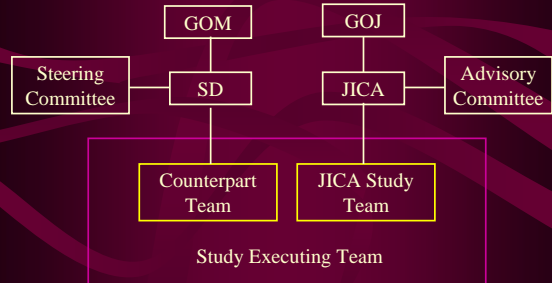 GOM
GOJ
Steering
Committee
SD
JICA
Advisory
Committee
Counterpart
Team
JICA Study
Team
Study Executing Team